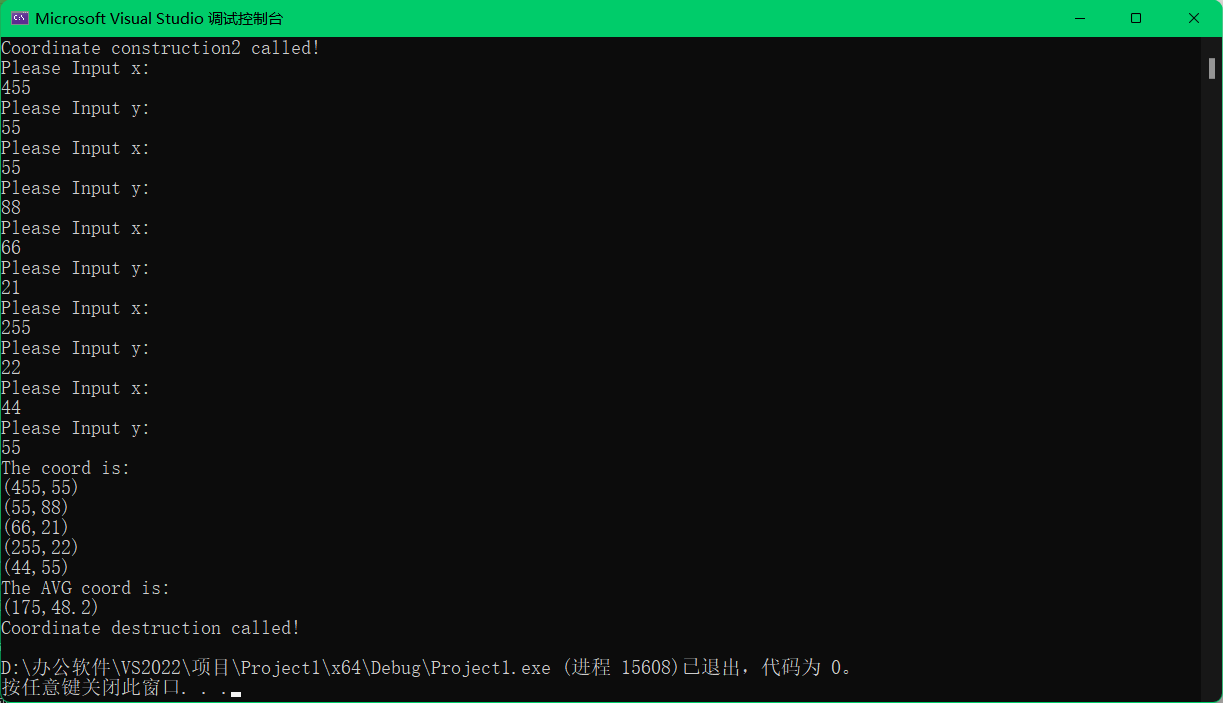 Microsoft Visual Studio 调试控制台
Coordinate construction2 called!
Please Input x:
455
Please Input y:
55
Please Input x:
55
Please Input y:
88
Please Input x:
66
Please Input y:
21
Please Input x:
255
Please Input y:
22
Please Input x:
44
Please Input y:
55
The coord is:
(455,55)
(55,88)
(66,21)
(255,22)
(44,55)
The AVG coord is:
(175,48.2)
Coordinate destruction called!
D:\办公软件\VS2022\项目\Project1\x64\Debug\Project1.exe (进程 15608)已退出，代码为 0。
按任意键关闭此窗口. . .